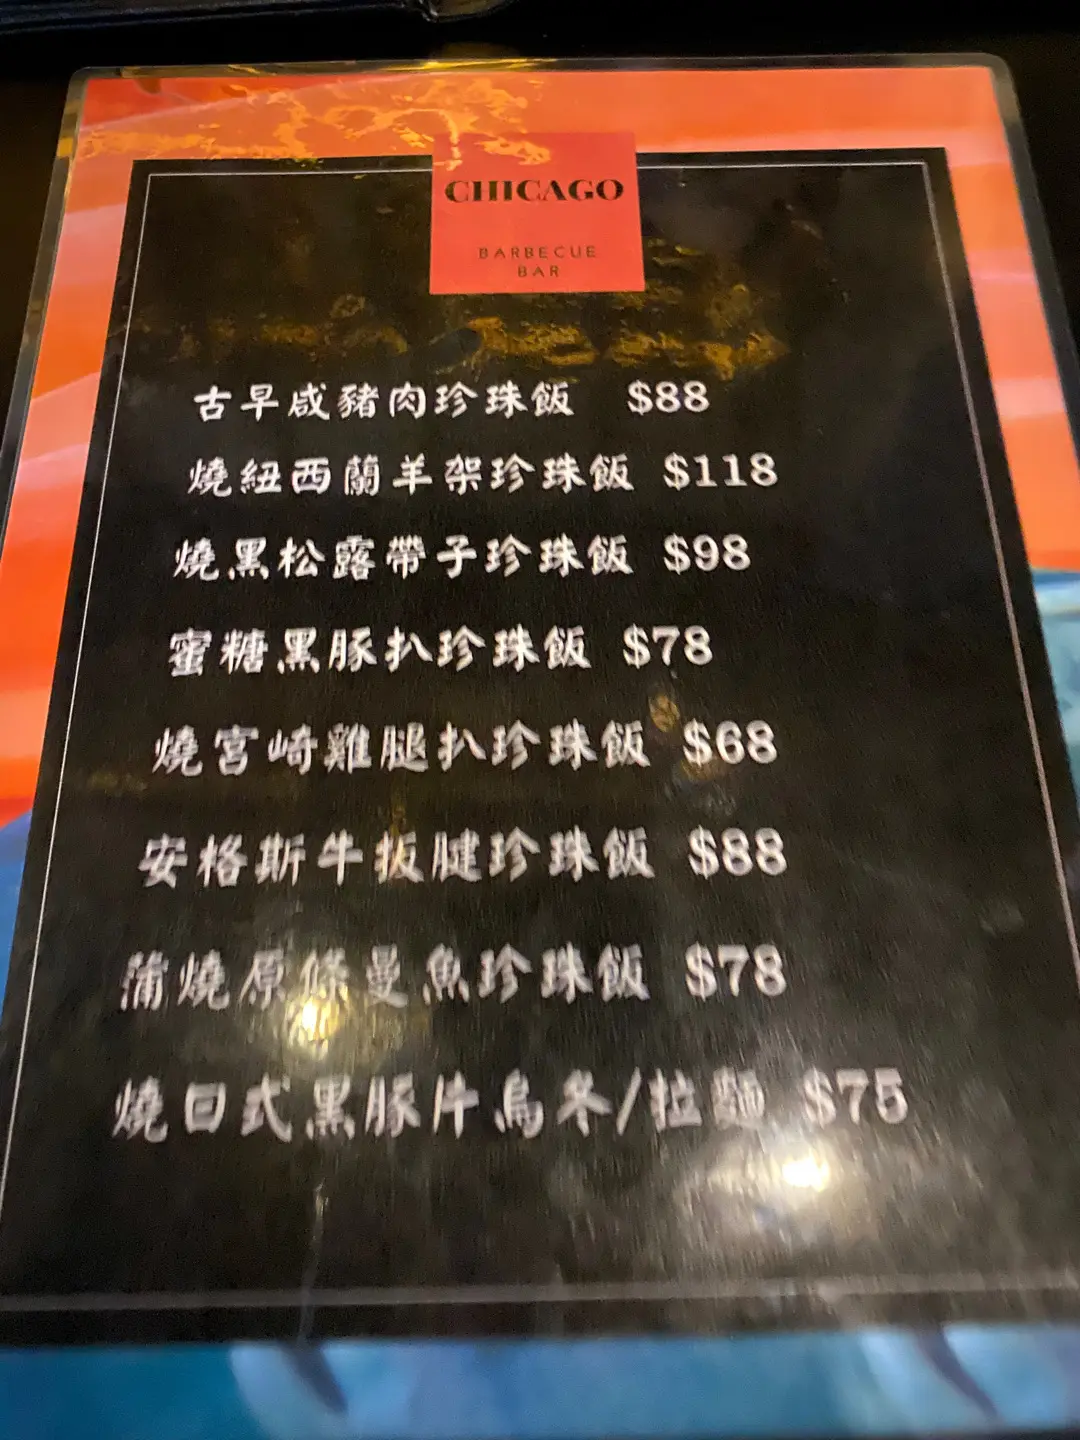 CHICAGO
BARBECUE
BAR
古早咸豬肉珍珠飯 $88
燒紐西蘭羊架珍珠飯 $118
燒黑松露帶子珍珠飯 $98
蜜糖黑豚扒珍珠飯 $78
燒宮崎雞腿扒珍珠飯 $68
安格斯牛扳腱珍珠飯 $88
蒲燒原條曼魚珍珠飯 $78
燒日式黑豚片烏冬/拉麵 $75